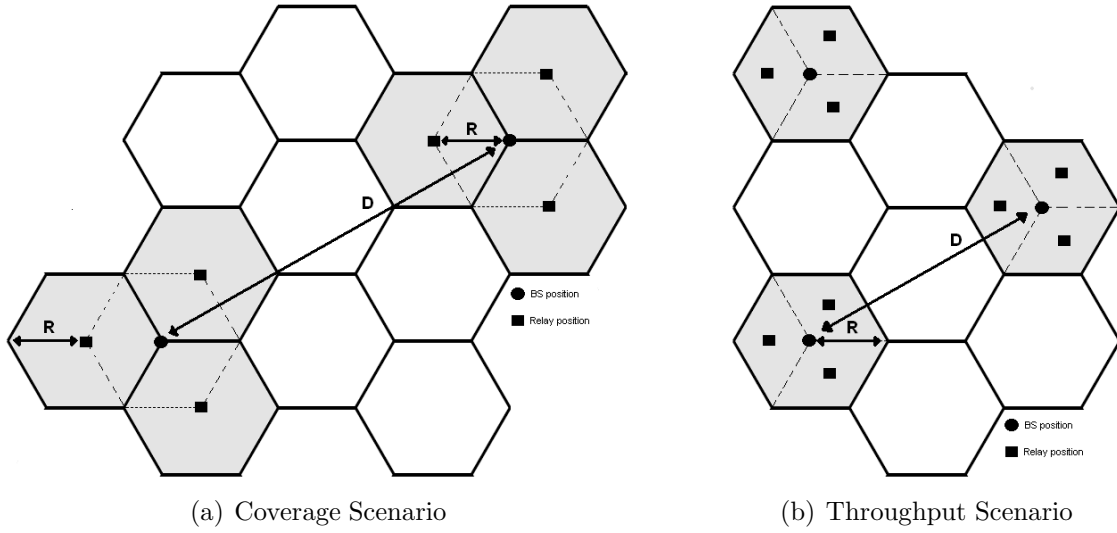 R
D
R
BS position
Relay position
(a) Coverage Scenario
D
R
BS position
Relay position
(b) Throughput Scenario